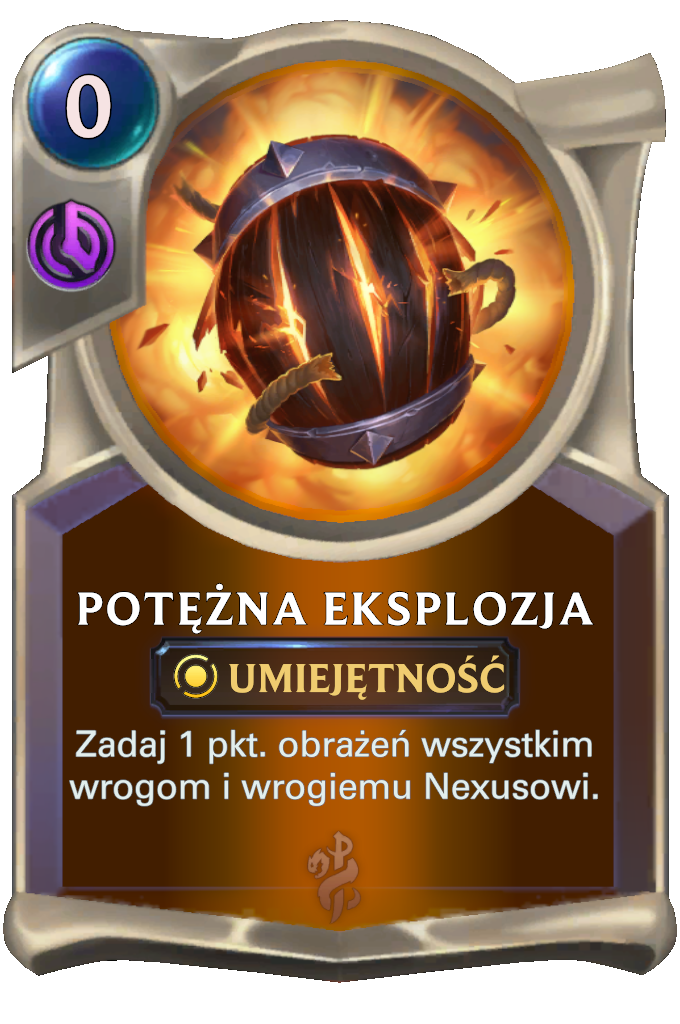 0
POTĘŻNA EKSPLOZJA
UMIEJĘTNOŚĆ
Zadaj 1 pkt. obrażeń wszystkim
wrogom i wrogiemu Nexusowi.